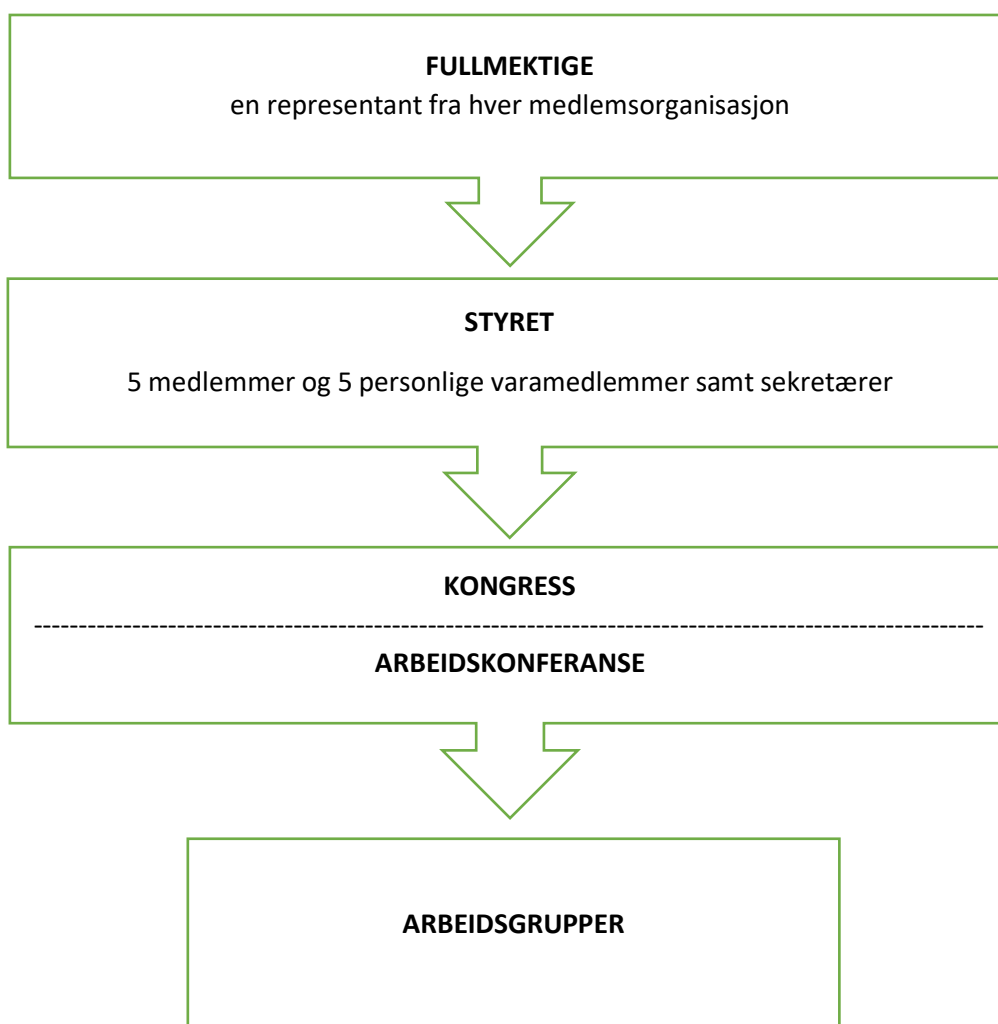 FULLMEKTIGE
en representant fra hver medlemsorganisasjon
STYRET
5 medlemmer og 5 personlige varamedlemmer samt sekretærer
KONGRESS
ARBEIDSKONFERANSE
ARBEIDSGRUPPER